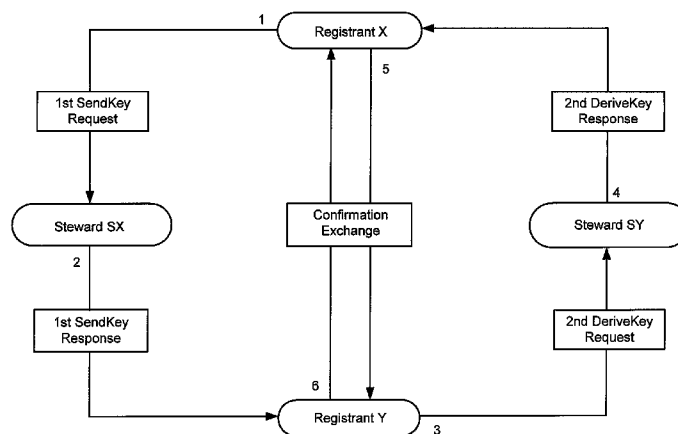 1
Registrant X
5
1st SendKey
Request
2nd DeriveKey
Response
Steward SX
Confirmation
Exchange
4
Steward SY
2
1st SendKey
Response
2nd DeriveKey
Request
6
Registrant Y
3